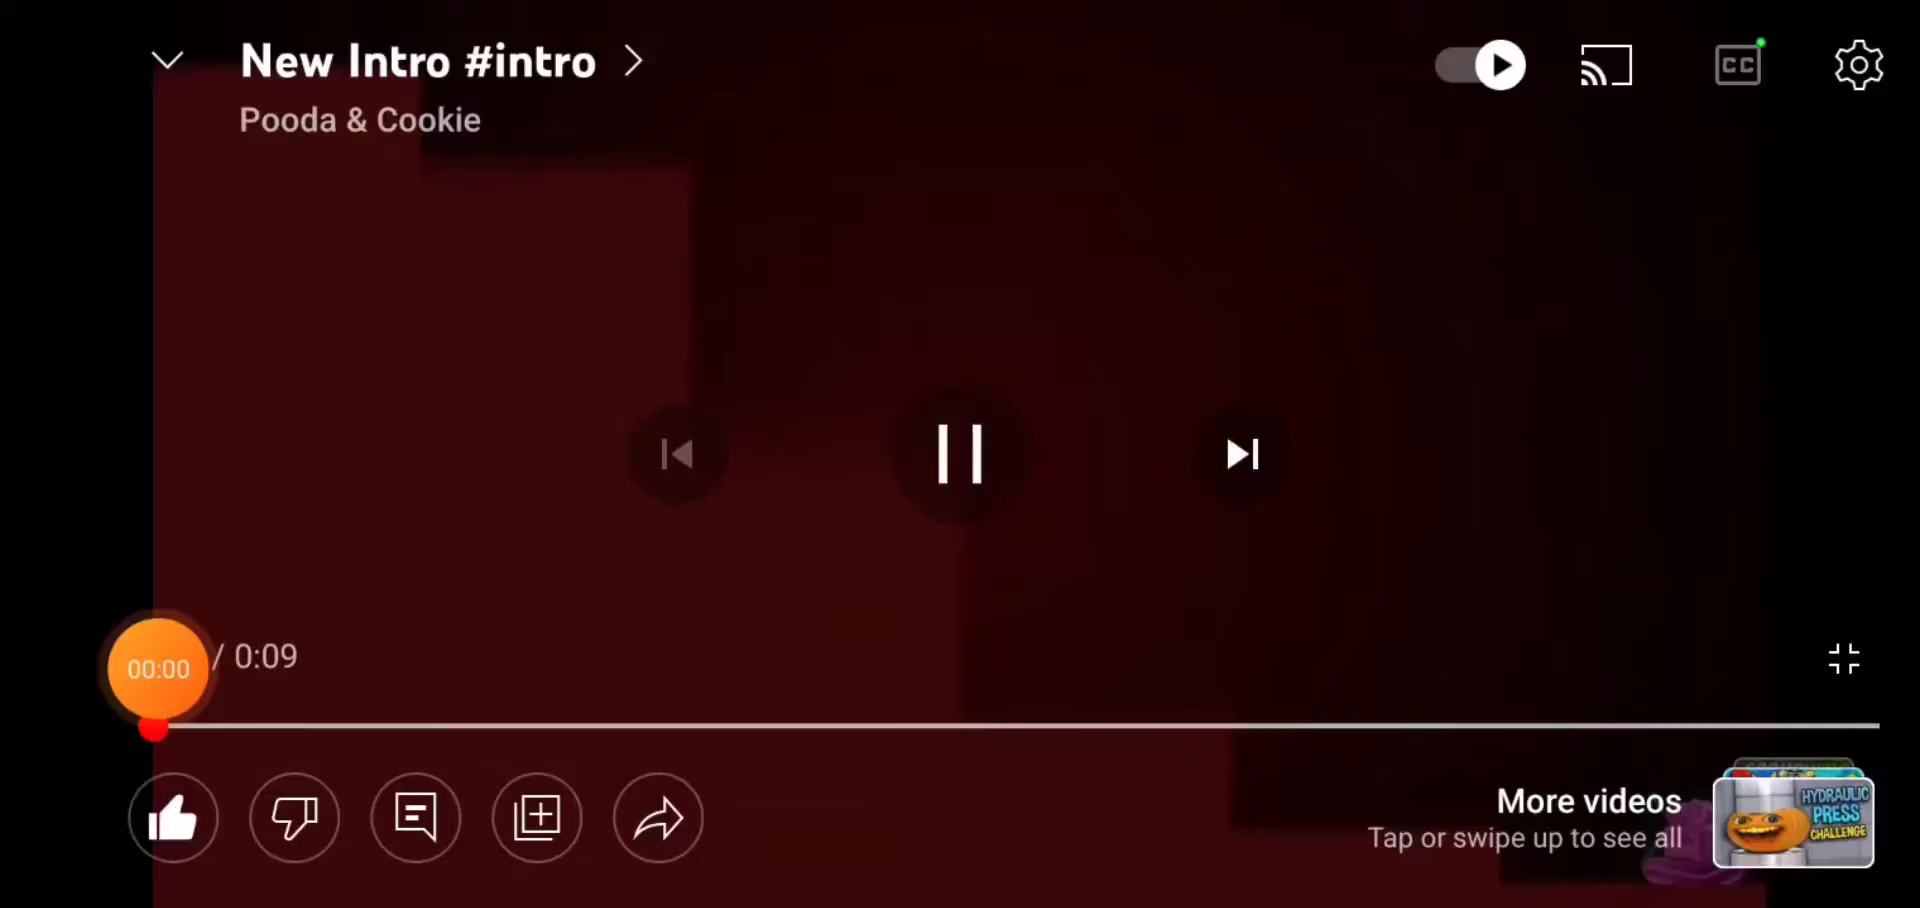 New Intro #intro
Pooda & Cookie
CC
00:00 / 0:09
More videos
Tap or swipe up to see all
HYDRAULIC
PRESS
CHALLENGE